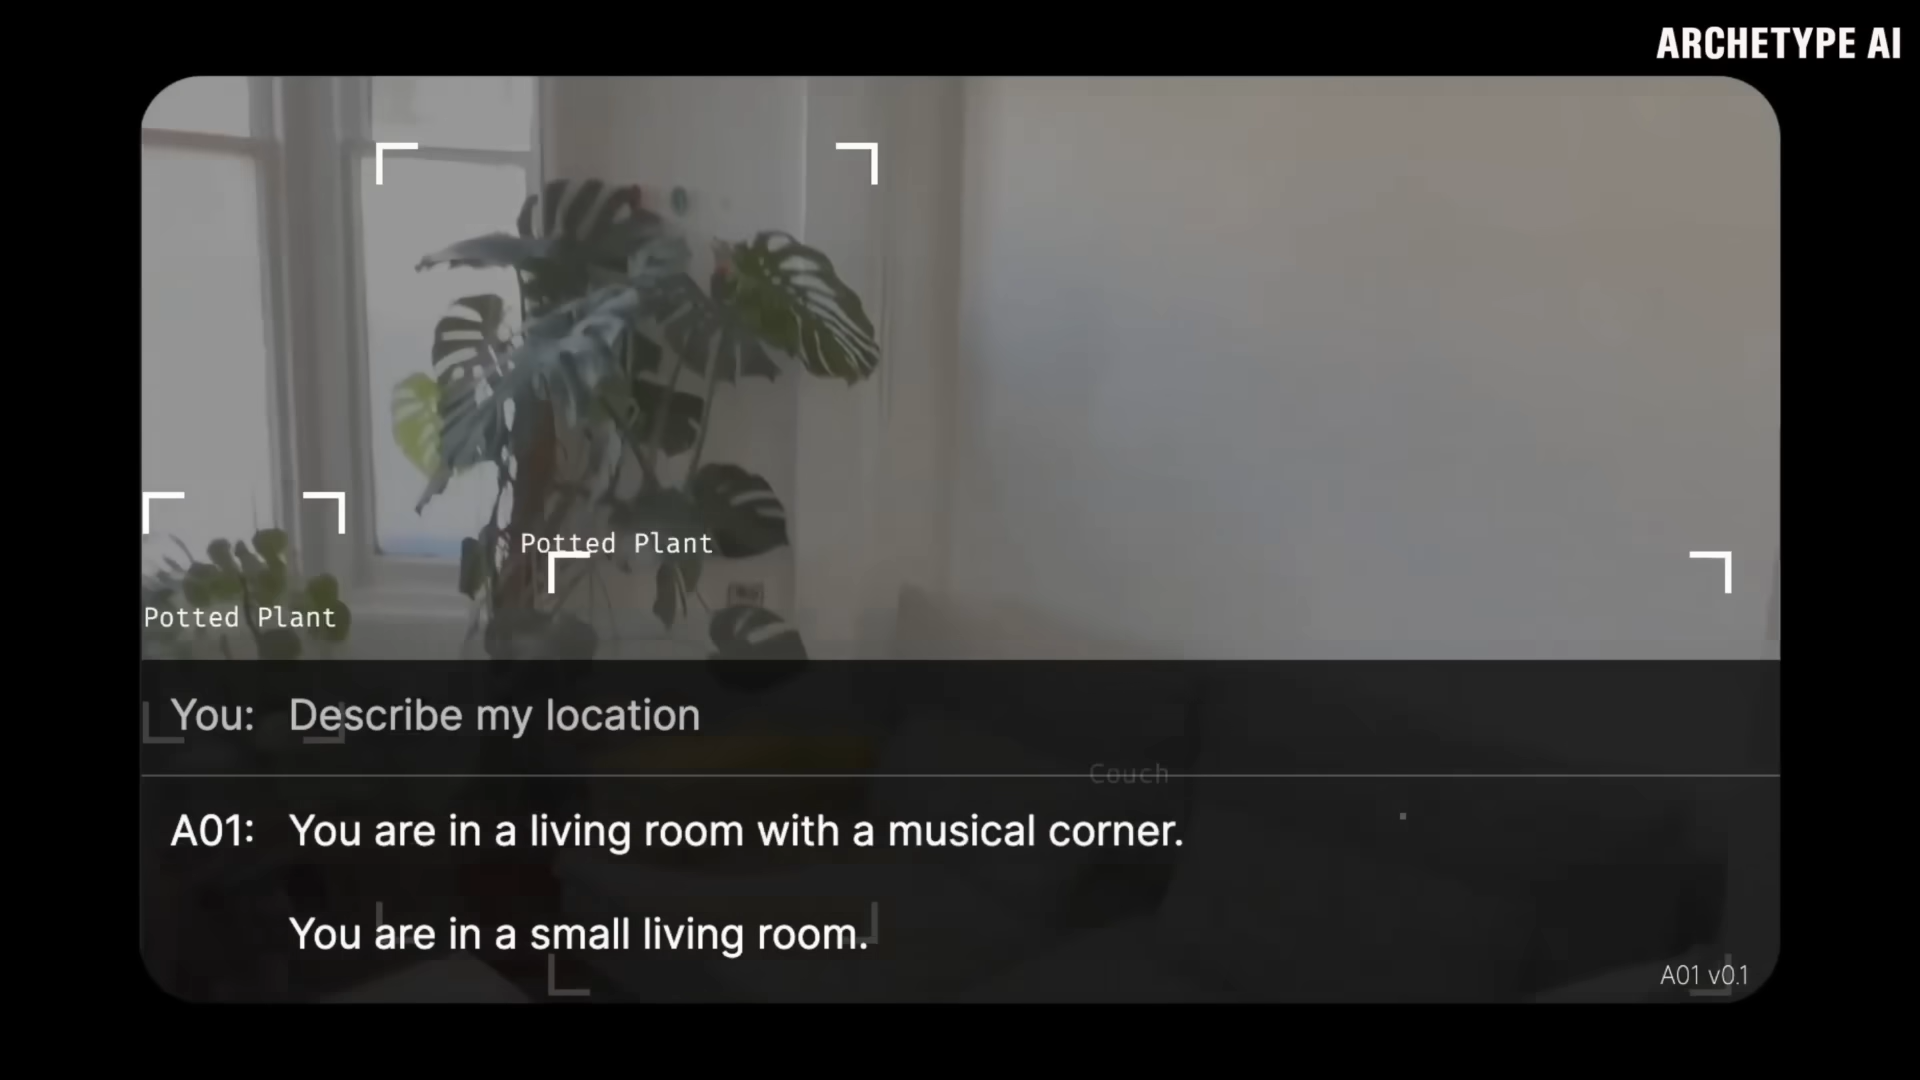 ARCHETYPE AI
Potted Plant
Potted Plant
You: Describe my location
Couch
A01: You are in a living room with a musical corner.
You are in a small living room.
A01 v0.1